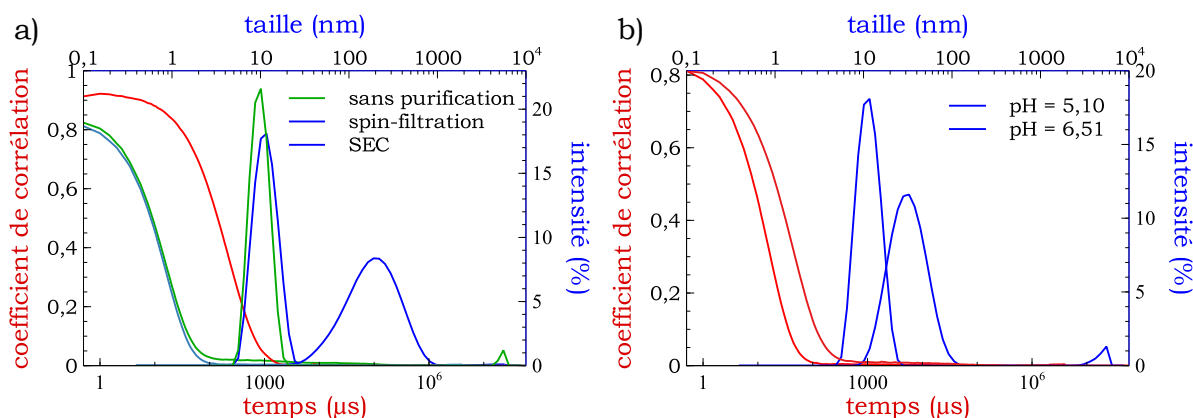 a)
taille (nm)
0,1 1 10 100 1000 10⁴
coefficient de corrélation
1
0,8
0,6
0,4
0,2
0
sans purification
spin-filtration
SEC
20
15
10
5
0
intensité (%)
1 1000 10⁶
temps (µs)
b)
taille (nm)
0,1 1 10 100 1000 10⁴
coefficient de corrélation
0,8
0,6
0,4
0,2
0
pH = 5,10
pH = 6,51
20
15
10
5
0
intensité (%)
1 1000 10⁶
temps (µs)